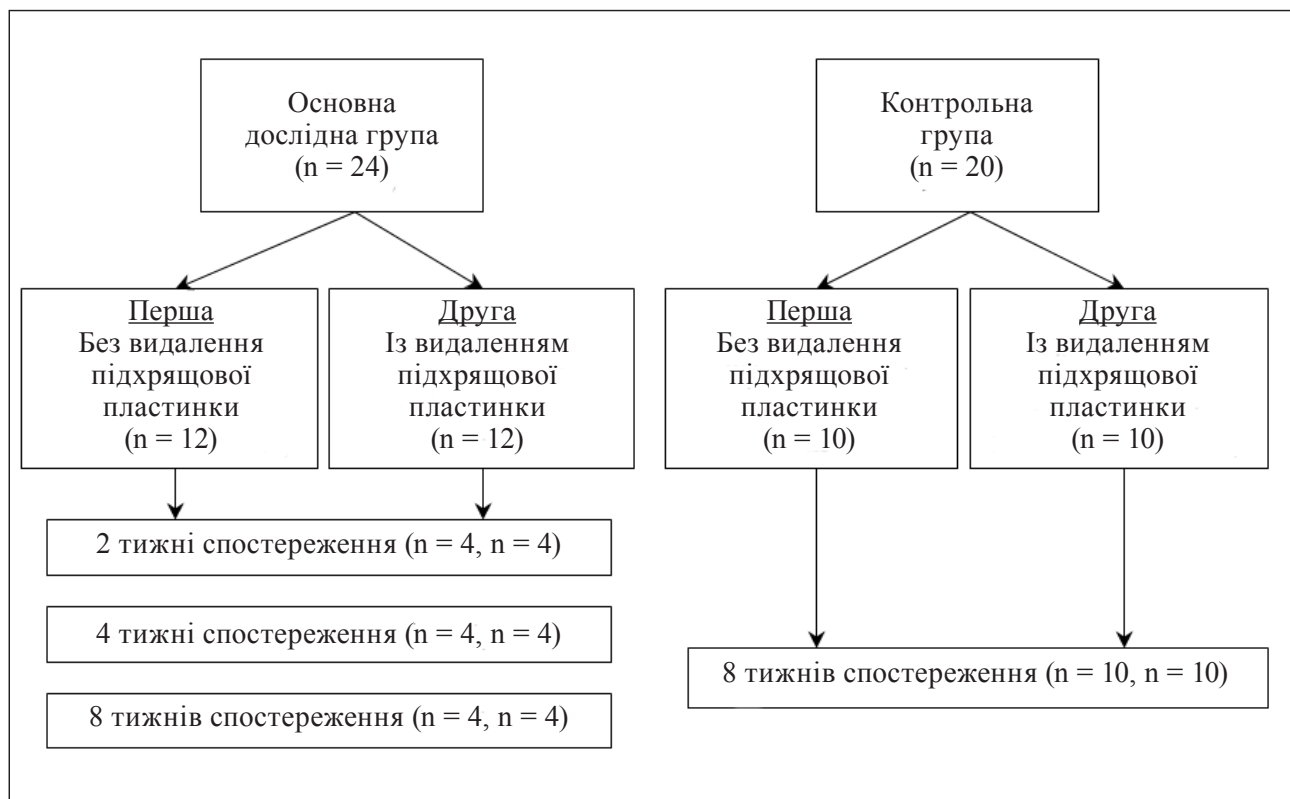 Основна
дослідна група
(n = 24)
Контрольна
група
(n = 20)
Перша
Без видалення
підхрящової
пластинки
(n = 12)
Друга
Із видаленням
підхрящової
пластинки
(n = 12)
Перша
Без видалення
підхрящової
пластинки
(n = 10)
Друга
Із видаленням
підхрящової
пластинки
(n = 10)
2 тижні спостереження (n = 4, n = 4)
4 тижні спостереження (n = 4, n = 4)
8 тижнів спостереження (n = 4, n = 4)
8 тижнів спостереження (n = 10, n = 10)